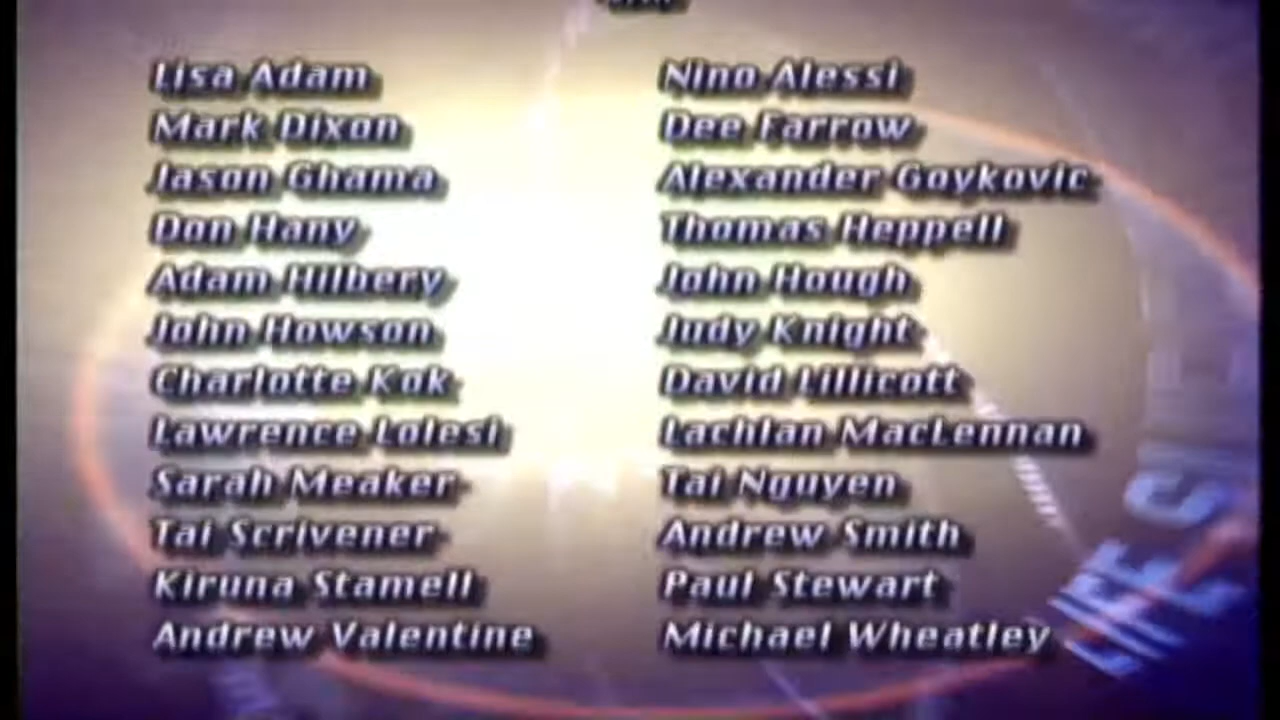 Lisa Adam Nino Alessi
Mark Dixon Dee Farrow
Jason Ghama Alexander Goykovic
Don Hany Thomas Heppell
Adam Hilbery John Hough
John Howson Judy Knight
Charlotte Kok David Lillicott
Lawrence Lolesi Lachlan MacLennan
Sarah Meaker Tai Nguyen
Tai Scrivener Andrew Smith
Kiruna Stamell Paul Stewart
Andrew Valentine Michael Wheatley